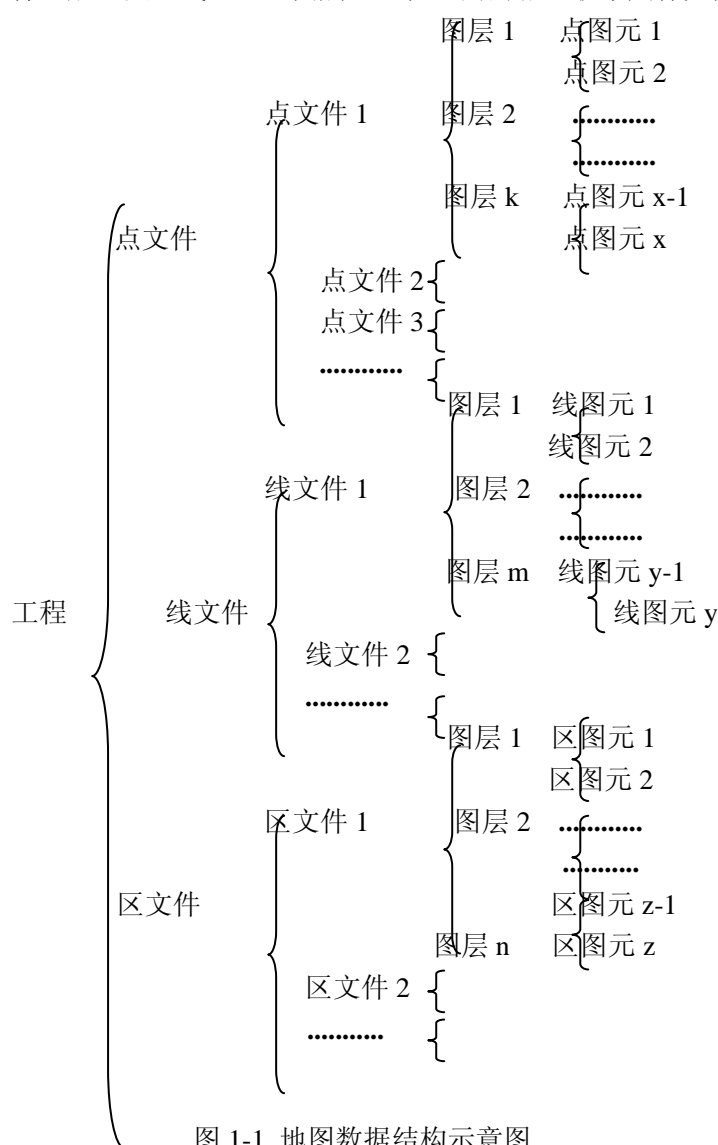 图层 1 点图元 1
点图元 2
点文件 1 图层 2 ............
............
图层 k 点图元 x-1
点文件 点图元 x
点文件 2
点文件 3
............
图层 1 线图元 1
线图元 2
线文件 1 图层 2 ............
............
图层 m 线图元 y-1
工程 线文件 线图元 y
线文件 2
............
图层 1 区图元 1
区图元 2
区文件 1 图层 2 ............
...........
区文件 区图元 z-1
图层 n 区图元 z
区文件 2
...........
图 1-1 地图数据结构示意图